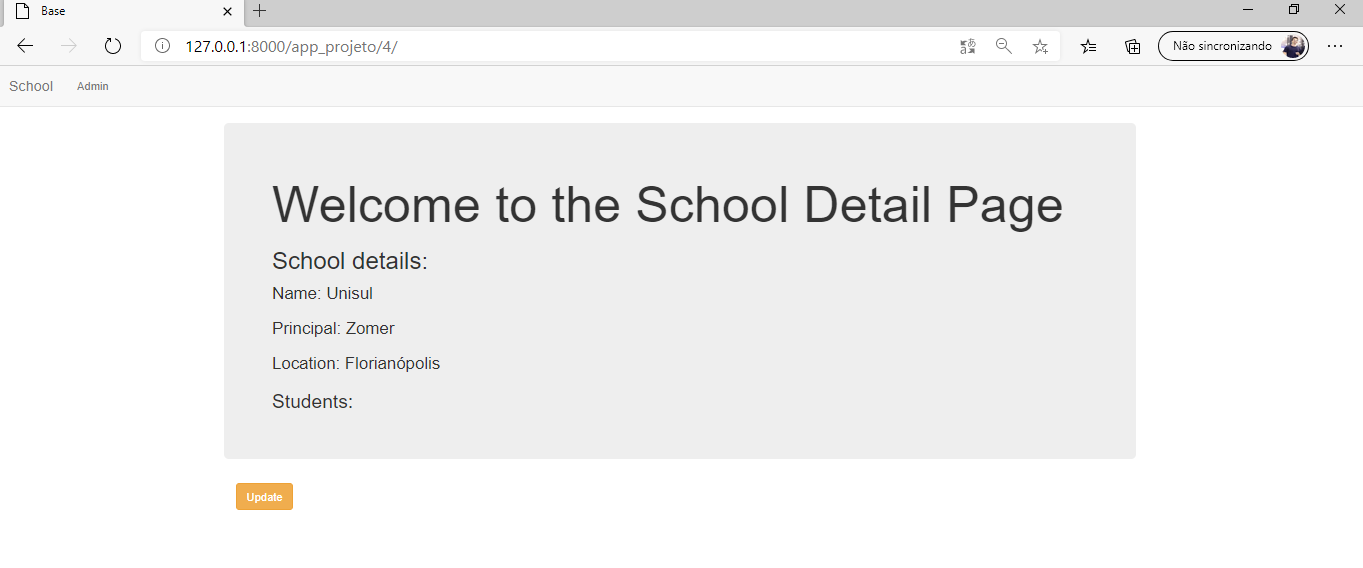 Base
127.0.0.1:8000/app_projeto/4/
Não sincronizando
School Admin
Welcome to the School Detail Page
School details:
Name: Unisul
Principal: Zomer
Location: Florianópolis
Students:
Update